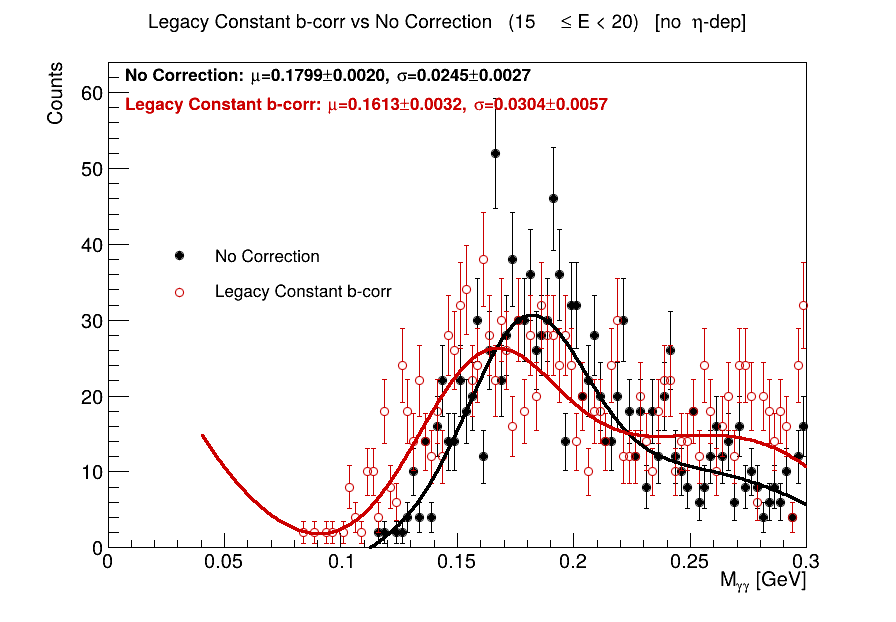 Legacy Constant b-corr vs No Correction (15 ≤ E < 20) [no η-dep]
Counts
No Correction: μ=0.1799±0.0020, σ=0.0245±0.0027
Legacy Constant b-corr: μ=0.1613±0.0032, σ=0.0304±0.0057
No Correction
Legacy Constant b-corr
60
50
40
30
20
10
0
0 0.05 0.1 0.15 0.2 0.25 0.3
Mγγ [GeV]